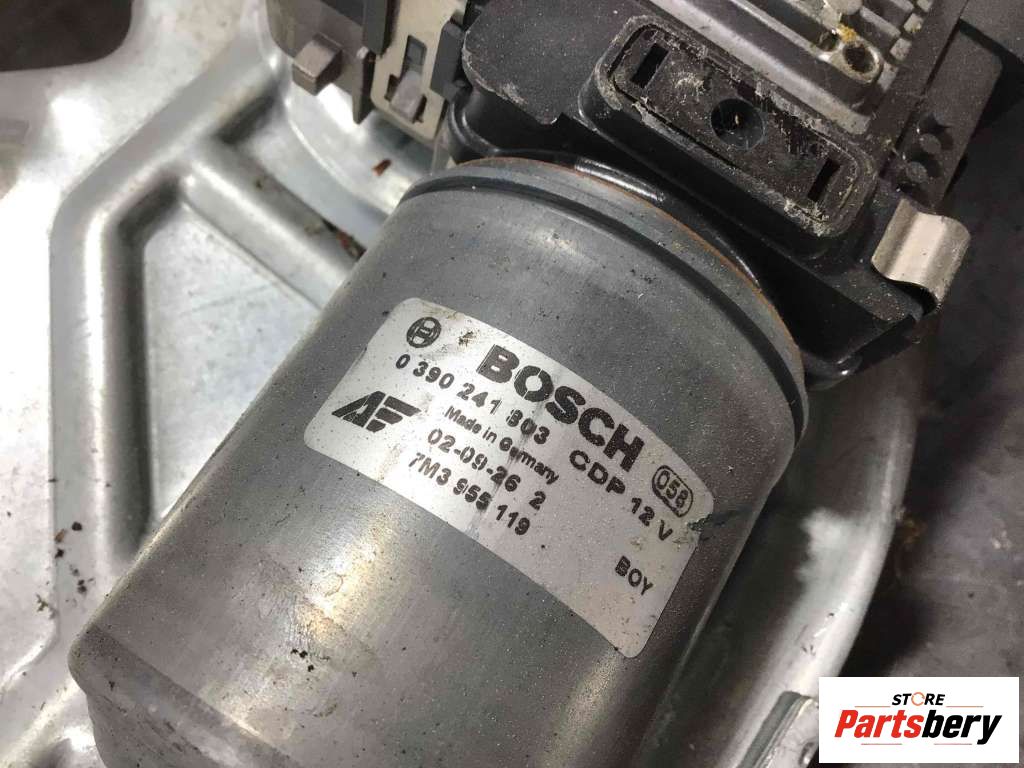 BOSCH 058
0 390 241 803 CDP 12 V
Made in Germany
AF 02-09-26 2
7M3 955 119
BOY
STORE
Partsbery